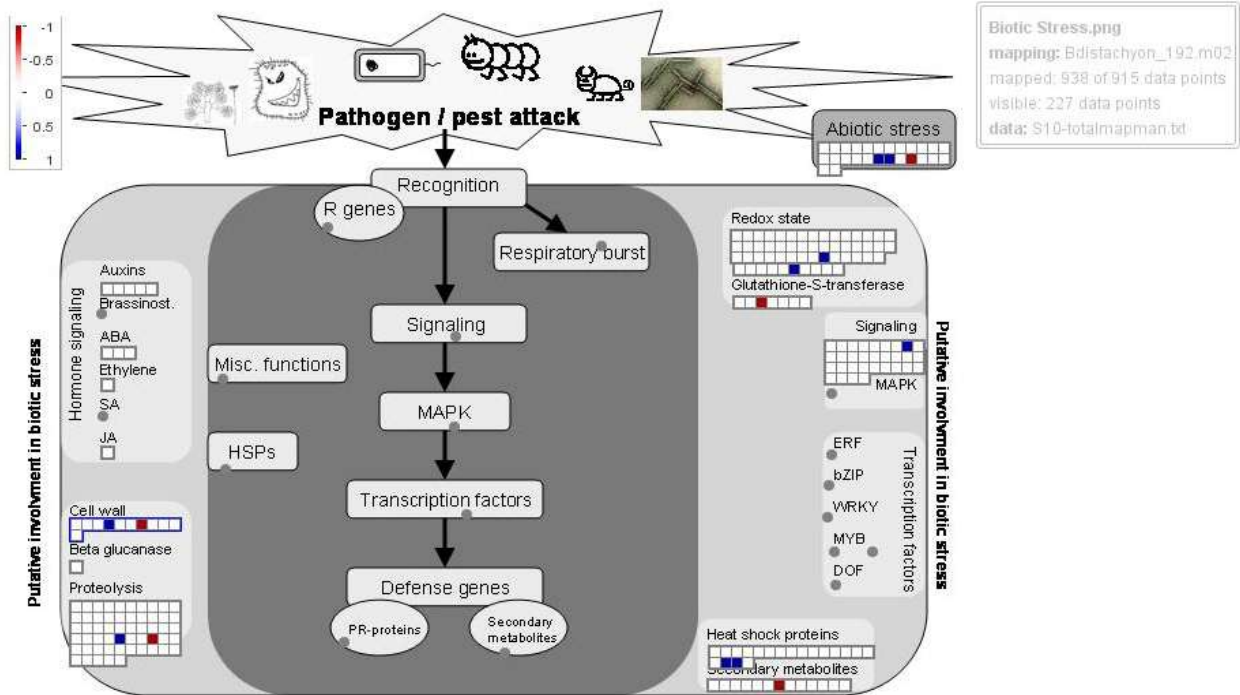 -1
-0.5
0
0.5
1
Pathogen / pest attack
Biotic Stress.png
mapping: Bdistachyon_192.m02
mapped: 938 of 915 data points
visible: 227 data points
data: S10-totalmapman.txt
Abiotic stress
Recognition
R genes
Respiratory burst
Redox state
Glutathione-S-transferase
Putative involvment in biotic stress
Hormone signaling
Auxins
Brassinost.
ABA
Ethylene
SA
JA
Signaling
Misc. functions
MAPK
HSPs
Transcription factors
Defense genes
PR-proteins
Secondary
metabolites
Signaling
MAPK
Putative involvment in biotic stress
ERF
bZIP
WRKY
MYB
DOF
Transcription factors
Cell wall
Beta glucanase
Proteolysis
Heat shock proteins
Secondary metabolites